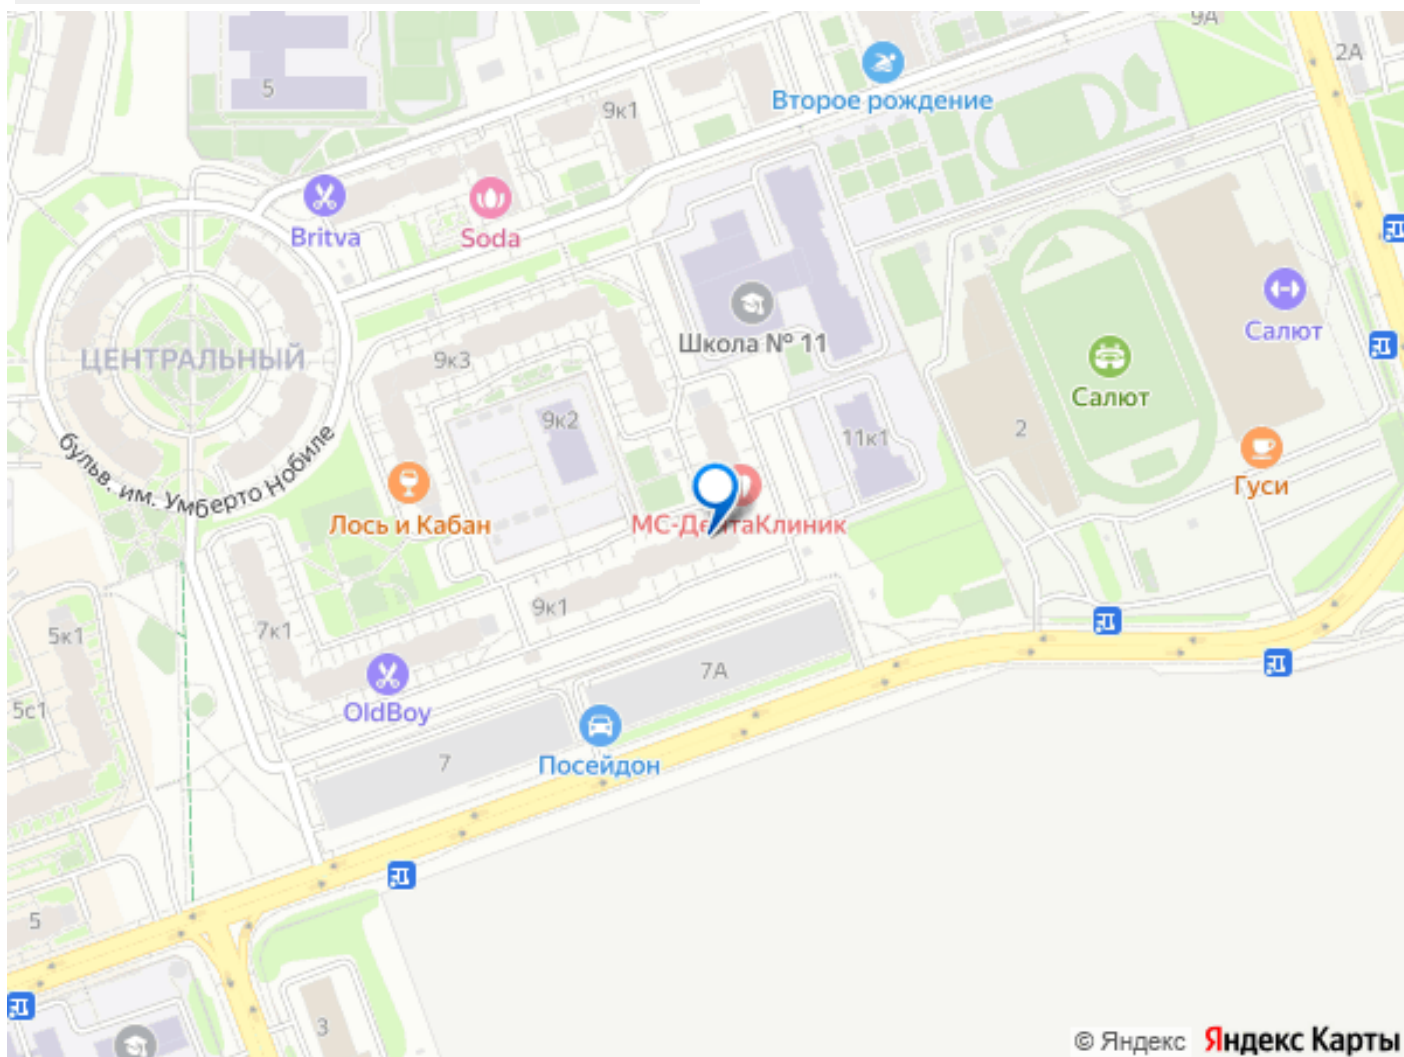 9А
2А
5
Второе рождение
9к1
Britva
Soda
Салют
Школа № 11
ЦЕНТРАЛЬНЫЙ
9к3
Салют
9к2
11к1
2
бульв. им. Умберто Нобиле
Гуси
Лось и Кабан
МС-ДентаКлиник
9к1
7к1
5к1
7А
5с1
OldBoy
7
Посейдон
5
3
© Яндекс Яндекс Карты